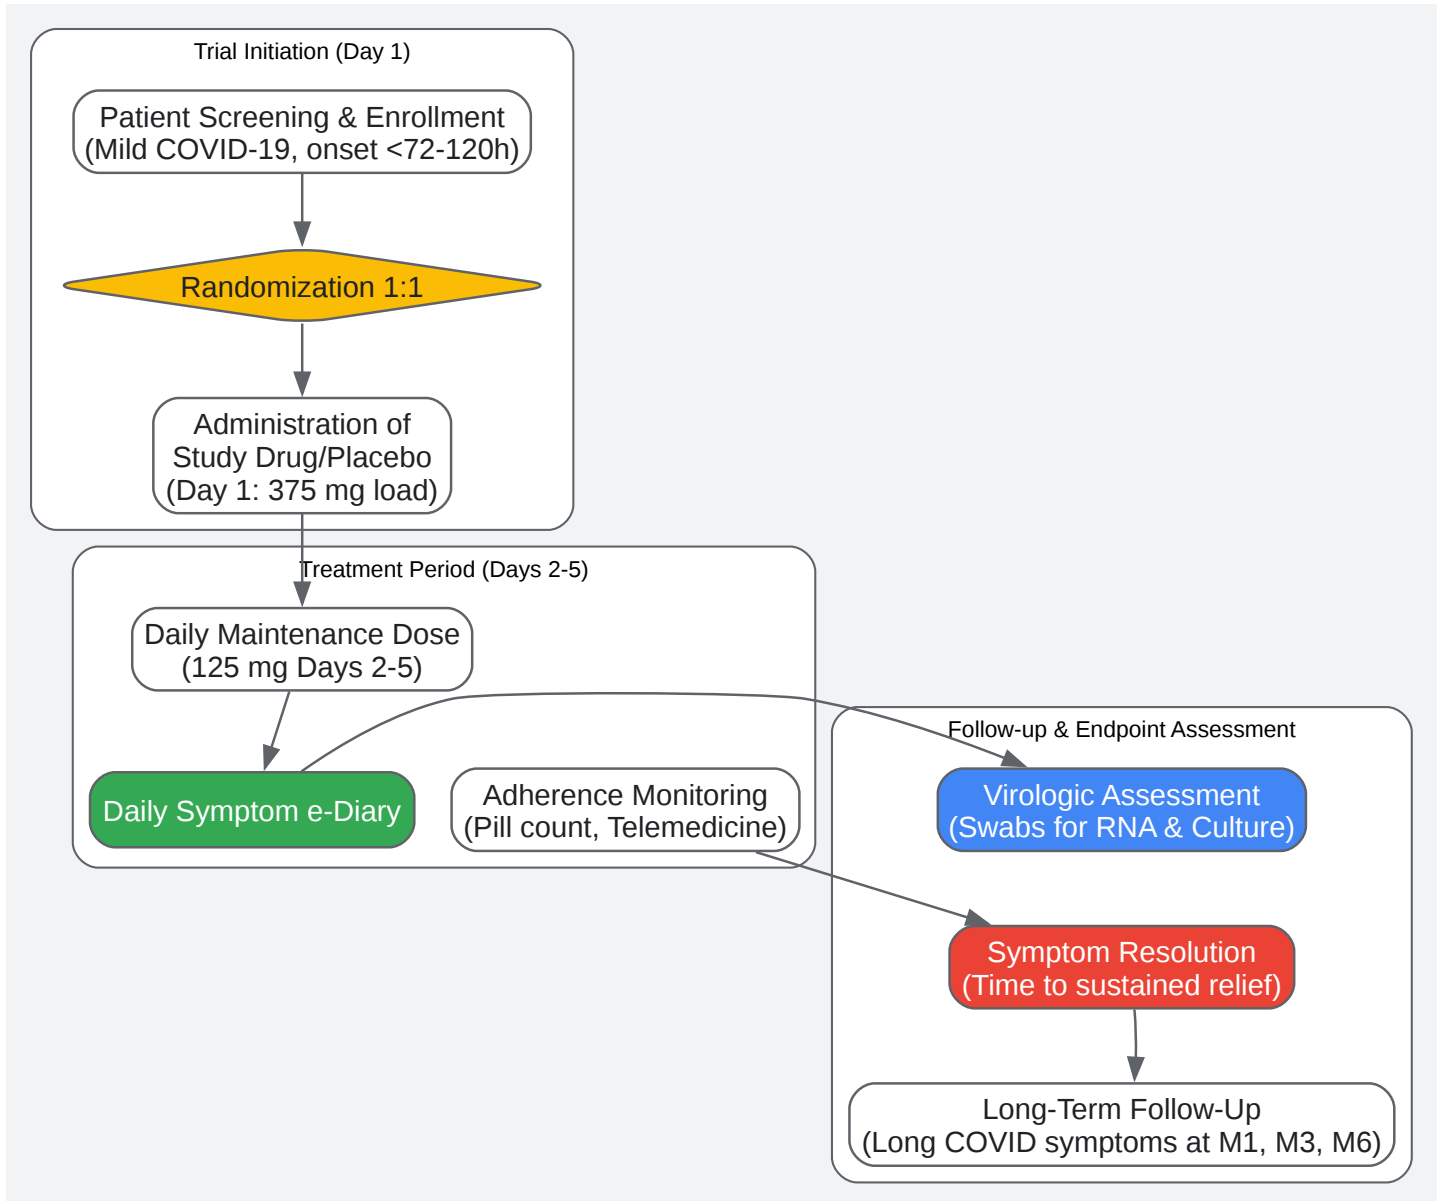 Trial Initiation (Day 1)
Patient Screening & Enrollment
(Mild COVID-19, onset <72-120h)
Randomization 1:1
Administration of
Study Drug/Placebo
(Day 1: 375 mg load)
Treatment Period (Days 2-5)
Daily Maintenance Dose
(125 mg Days 2-5)
Daily Symptom e-Diary
Adherence Monitoring
(Pill count, Telemedicine)
Follow-up & Endpoint Assessment
Virologic Assessment
(Swabs for RNA & Culture)
Symptom Resolution
(Time to sustained relief)
Long-Term Follow-Up
(Long COVID symptoms at M1, M3, M6)